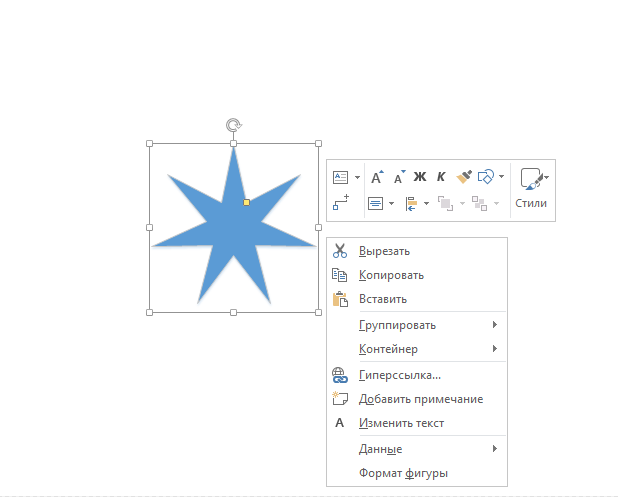 A A Ж К
Стили
Вырезать
Копировать
Вставить
Группировать
Контейнер
Гиперссылка...
Добавить примечание
A Изменить текст
Данные
Формат фигуры